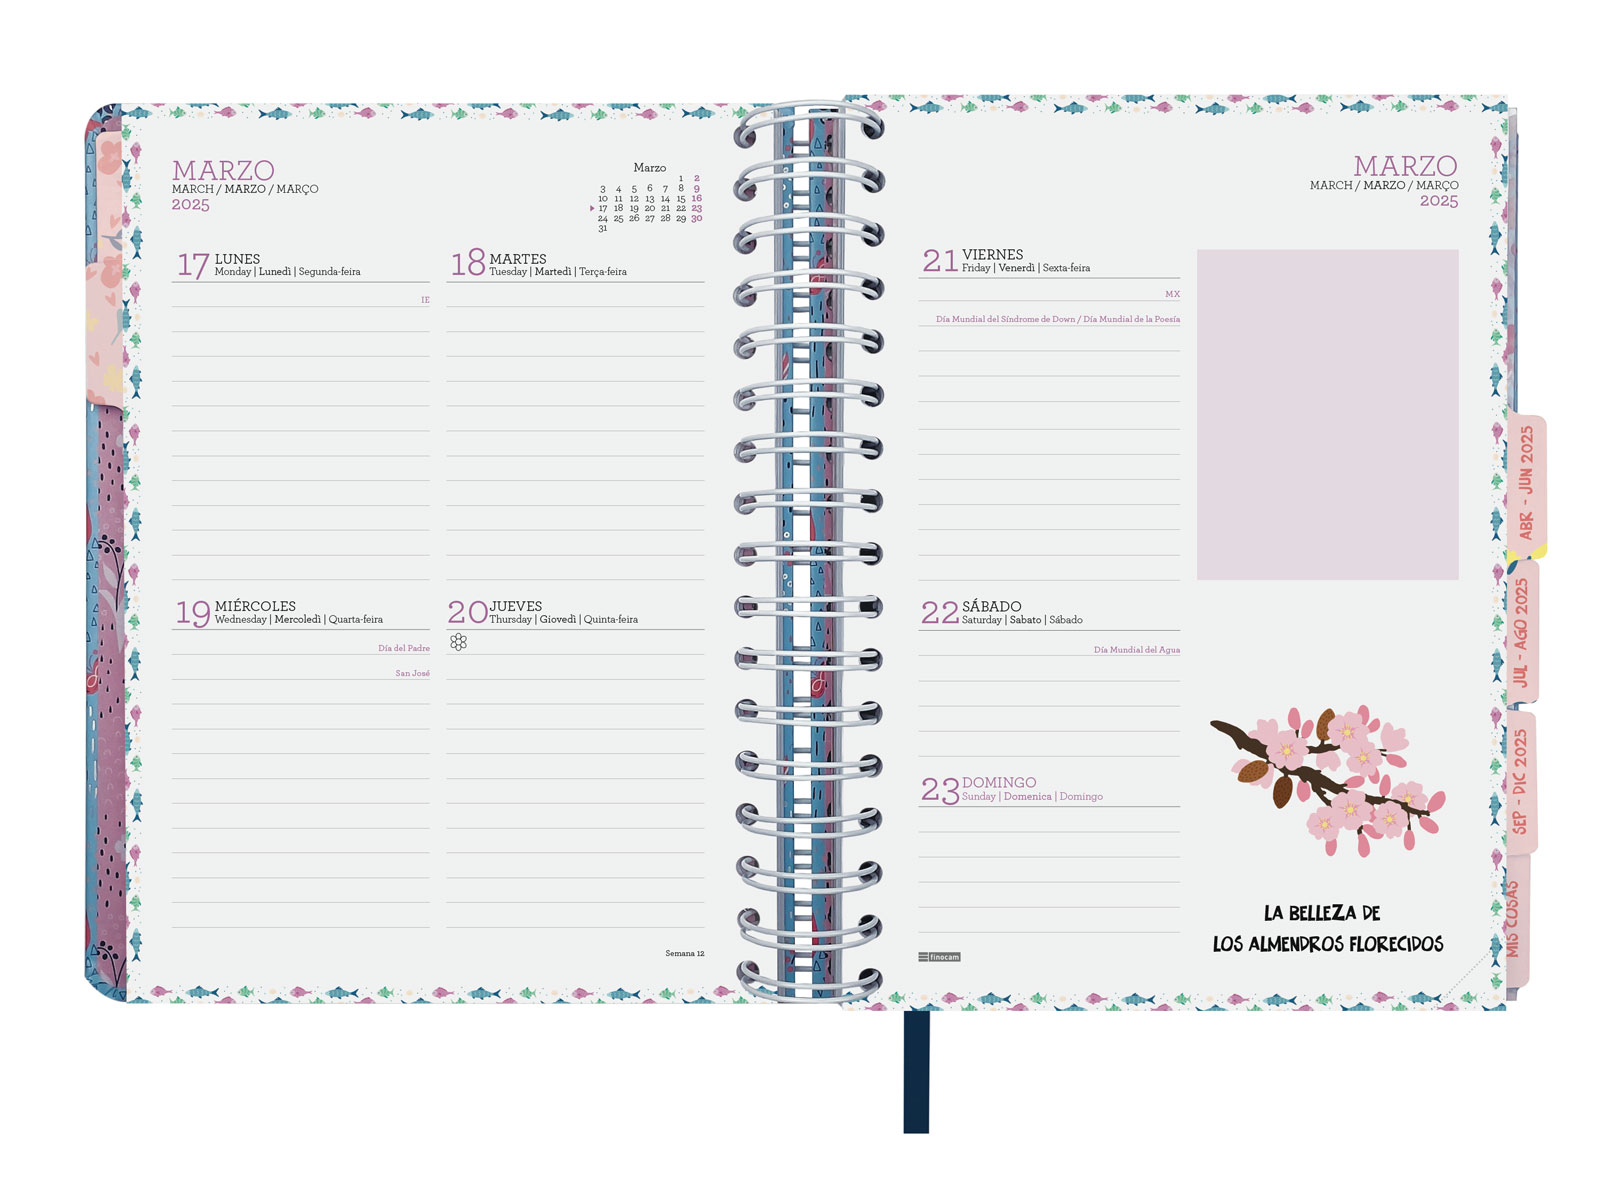 MARZO
MARCH / MARZO / MARÇO
2025
Marzo
1 2
3 4 5 6 7 8 9
10 11 12 13 14 15 16
17 18 19 20 21 22 23
24 25 26 27 28 29 30
31
17 LUNES
Monday | Lunedì | Segunda-feira
IE
18 MARTES
Tuesday | Martedì | Terça-feira
19 MIÉRCOLES
Wednesday | Mercoledì | Quarta-feira
Día del Padre
San José
20 JUEVES
Thursday | Giovedì | Quinta-feira
Semana 12
MARZO
MARCH / MARZO / MARÇO
2025
21 VIERNES
Friday | Venerdì | Sexta-feira
MX
Día Mundial del Síndrome de Down / Día Mundial de la Poesía
22 SÁBADO
Saturday | Sabato | Sábado
Día Mundial del Agua
23 DOMINGO
Sunday | Domenica | Domingo
finocam
LA BELLEZA DE
LOS ALMENDROS FLORECIDOS
ABR - JUN 2025
JUL - AGO 2025
SEP - DIC 2025
MIS COSAS